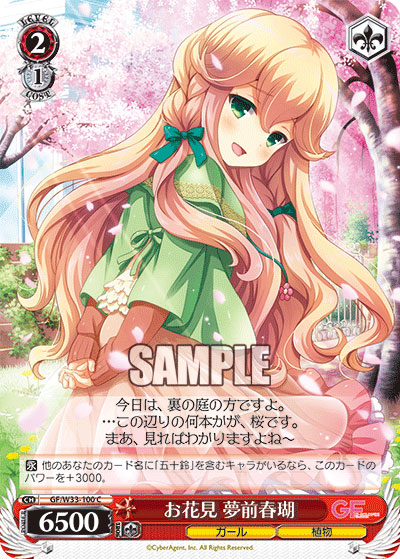 LEVEL
2
1
COST
SAMPLE
今日は、裏の庭の方ですよ。
…この辺りの何本かが、桜です。
まあ、見ればわかりますよね~
永 他のあなたのカード名に「五十鈴」を含むキャラがいるなら、このカードの
パワーを+3000。
CH GF/W33-100 C
6500
お花見 夢前春瑚
GF
ガール
植物
©CyberAgent, Inc. All Rights Reserved.